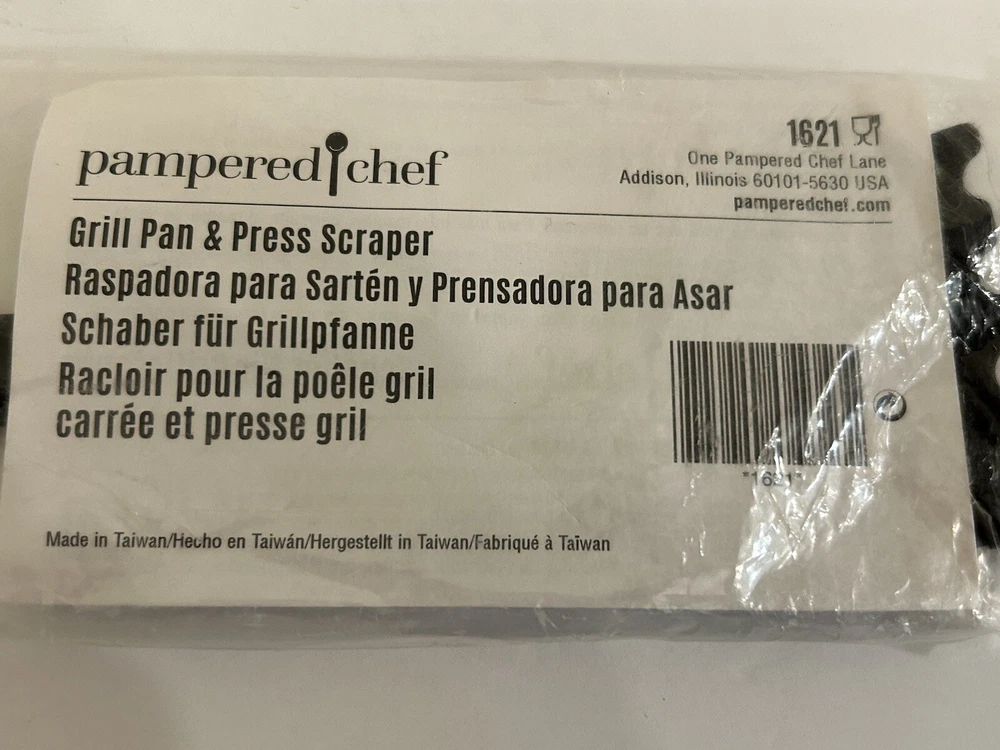 pampered chef
1621
One Pampered Chef Lane
Addison, Illinois 60101-5630 USA
pamperedchef.com
Grill Pan & Press Scraper
Raspadora para Sartén y Prensadora para Asar
Schaber für Grillpfanne
Racloir pour la poêle gril
carrée et presse gril
*1621*
Made in Taiwan/Hecho en Taiwán/Hergestellt in Taiwan/Fabriqué à Taïwan